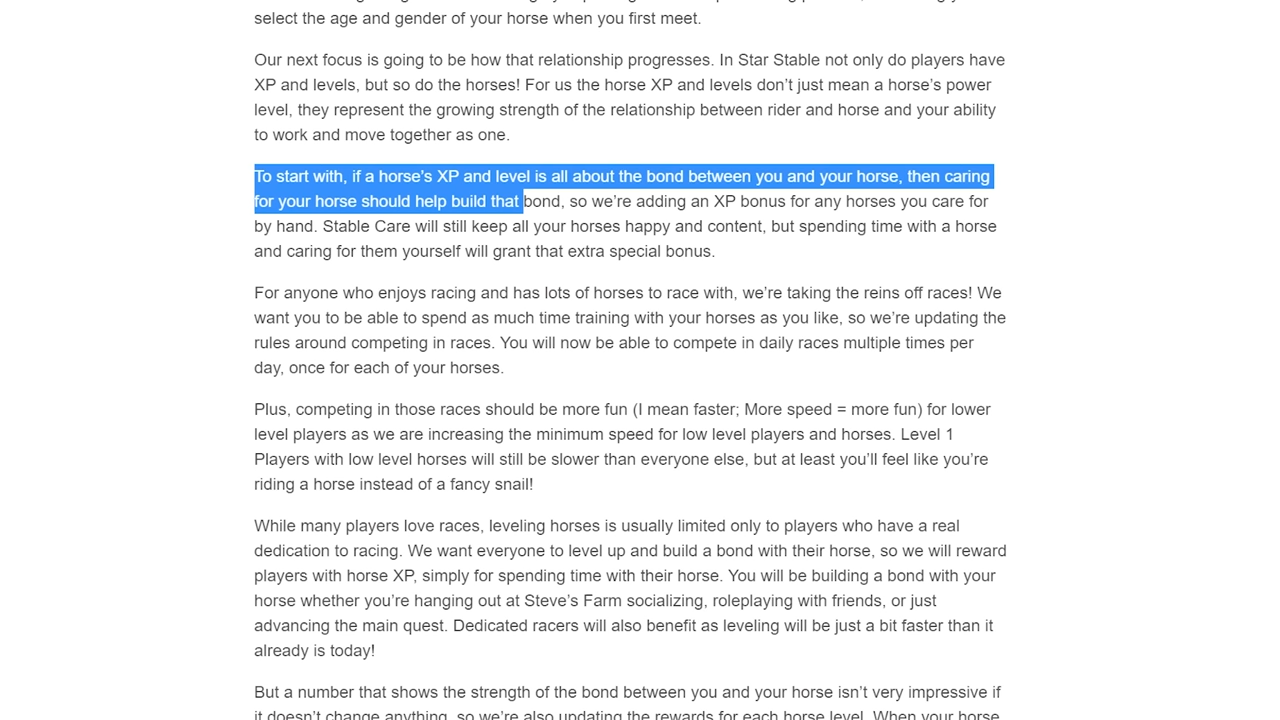 select the age and gender of your horse when you first meet.
Our next focus is going to be how that relationship progresses. In Star Stable not only do players have
XP and levels, but so do the horses! For us the horse XP and levels don’t just mean a horse’s power
level, they represent the growing strength of the relationship between rider and horse and your ability
to work and move together as one.
To start with, if a horse’s XP and level is all about the bond between you and your horse, then caring
for your horse should help build that bond, so we’re adding an XP bonus for any horses you care for
by hand. Stable Care will still keep all your horses happy and content, but spending time with a horse
and caring for them yourself will grant that extra special bonus.
For anyone who enjoys racing and has lots of horses to race with, we’re taking the reins off races! We
want you to be able to spend as much time training with your horses as you like, so we’re updating the
rules around competing in races. You will now be able to compete in daily races multiple times per
day, once for each of your horses.
Plus, competing in those races should be more fun (I mean faster; More speed = more fun) for lower
level players as we are increasing the minimum speed for low level players and horses. Level 1
Players with low level horses will still be slower than everyone else, but at least you’ll feel like you’re
riding a horse instead of a fancy snail!
While many players love races, leveling horses is usually limited only to players who have a real
dedication to racing. We want everyone to level up and build a bond with their horse, so we will reward
players with horse XP, simply for spending time with their horse. You will be building a bond with your
horse whether you’re hanging out at Steve’s Farm socializing, roleplaying with friends, or just
advancing the main quest. Dedicated racers will also benefit as leveling will be just a bit faster than it
already is today!
But a number that shows the strength of the bond between you and your horse isn’t very impressive if
it doesn’t change anything, so we’re also updating the rewards for each horse level. When your horse